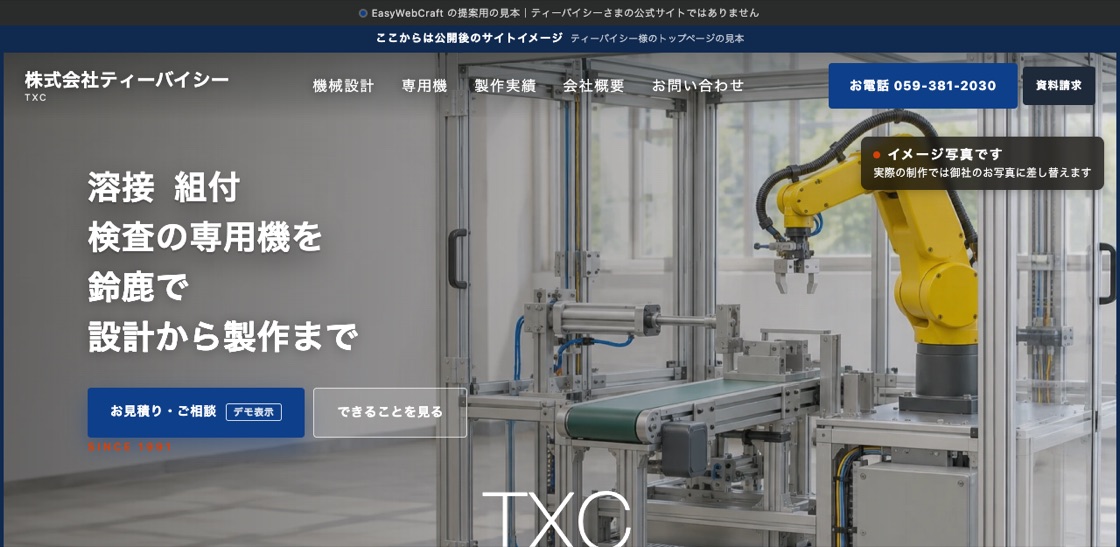 EasyWebCraft の提案用の見本｜ティーバイシーさまの公式サイトではありません
ここからは公開後のサイトイメージ ティーバイシー様のトップページの見本
株式会社ティーバイシー
TXC
機械設計 専用機 製作実績 会社概要 お問い合わせ
お電話 059-381-2030
資料請求
イメージ写真です
実際の制作では御社のお写真に差し替えます
溶接 組付
検査の専用機を
鈴鹿で
設計から製作まで
お見積り・ご相談 デモ表示
できることを見る
SINCE
TXC